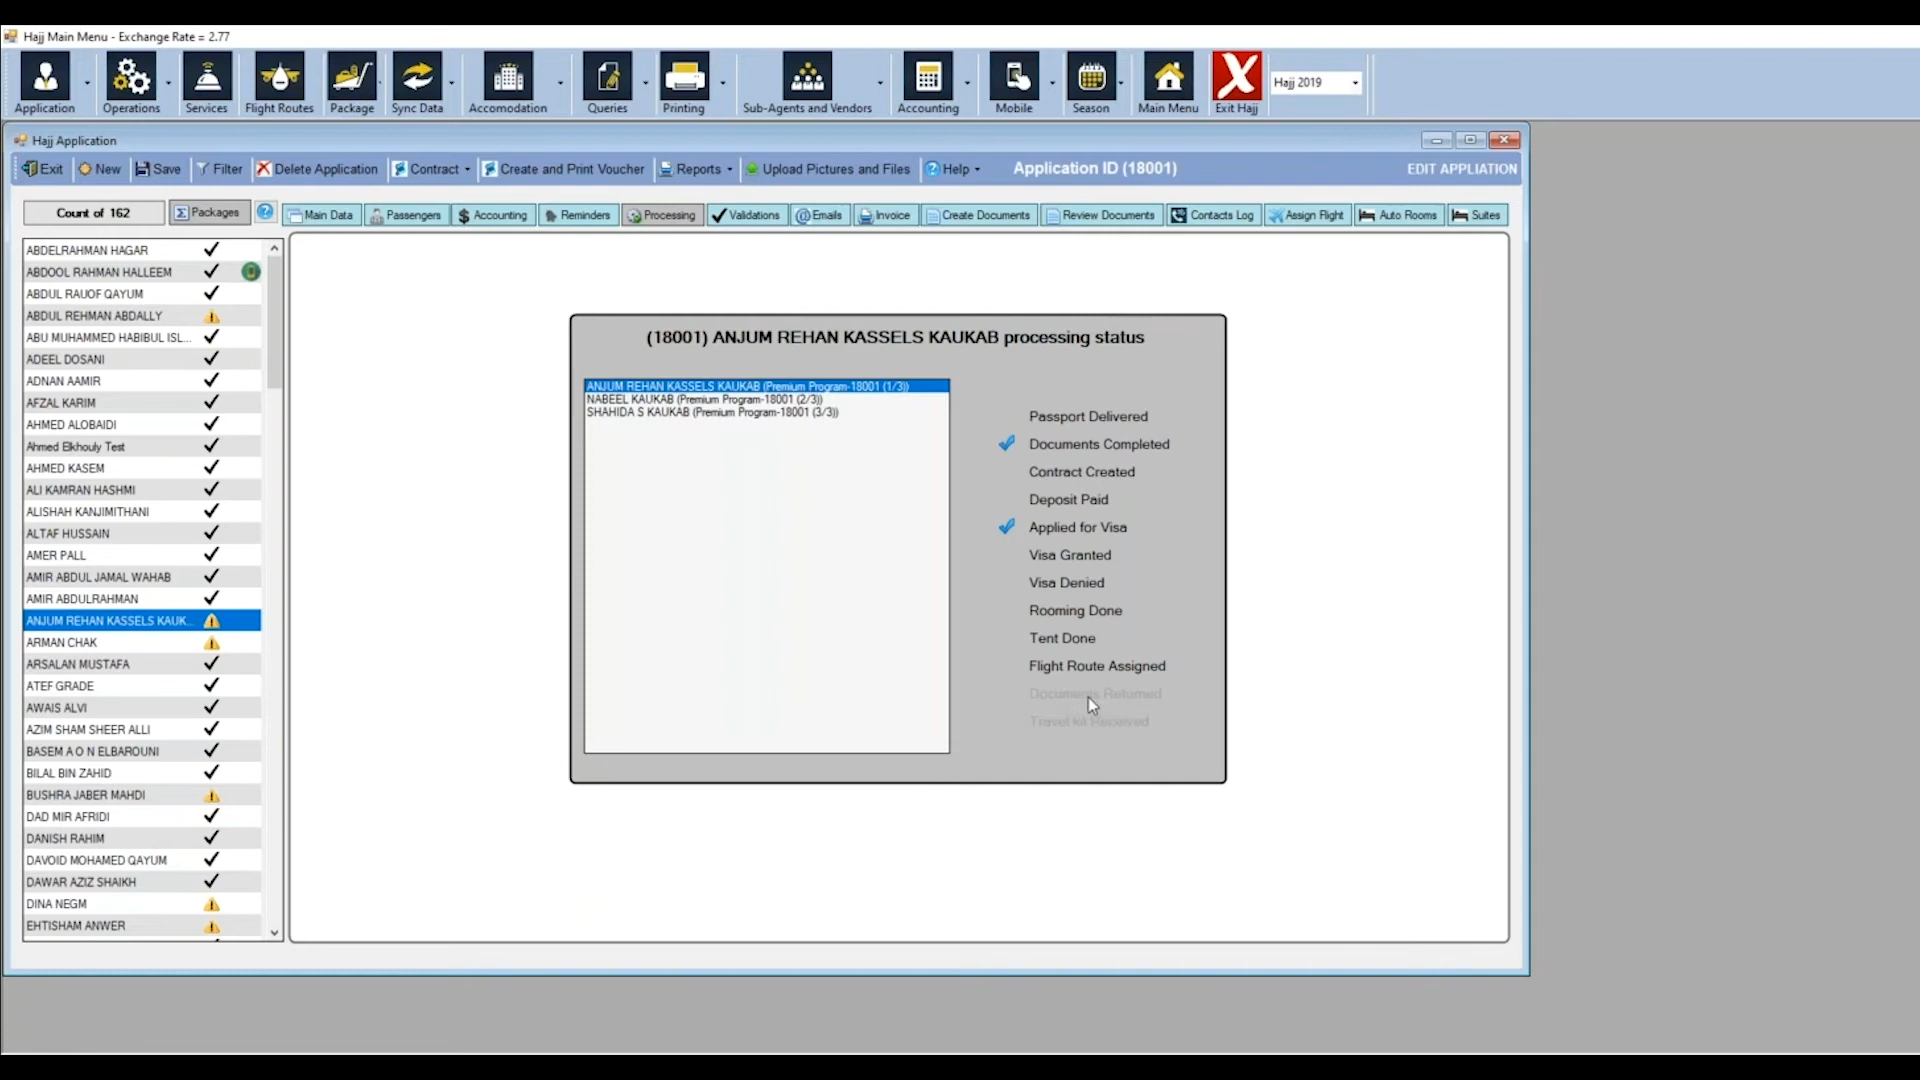 Hajj Main Menu - Exchange Rate = 2.77
Application
Operations
Services
Flight Routes
Package
Sync Data
Accomodation
Queries
Printing
Sub-Agents and Vendors
Accounting
Mobile
Season
Main Menu
Exit Hajj
Hajj 2019
Hajj Application
Exit
New
Save
Filter
Delete Application
Contract
Create and Print Voucher
Reports
Upload Pictures and Files
Help
Application ID (18001)
EDIT APPLIATION
Count of 162
Packages
Main Data
Passengers
Accounting
Reminders
Processing
Validations
Emails
Invoice
Create Documents
Review Documents
Contacts Log
Assign Flight
Auto Rooms
Suites
ABDELRAHMAN HAGAR
ABDOOL RAHMAN HALLEEM
ABDUL RAUOF QAYUM
ABDUL REHMAN ABDALLY
ABU MUHAMMED HABIBUL ISL...
ADEEL DOSANI
ADNAN AAMIR
AFZAL KARIM
AHMED ALOBAIDI
Ahmed Elkhouly Test
AHMED KASEM
ALI KAMRAN HASHMI
ALISHAH KANJIMITHANI
ALTAF HUSSAIN
AMER PALL
AMIR ABDUL JAMAL WAHAB
AMIR ABDULRAHMAN
ANJUM REHAN KASSELS KAUK...
ARMAN CHAK
ARSALAN MUSTAFA
ATEF GRADE
AWAIS ALVI
AZIM SHAM SHEER ALLI
BASEM A O N ELBAROUNI
BILAL BIN ZAHID
BUSHRA JABER MAHDI
DAD MIR AFRIDI
DANISH RAHIM
DAVOID MOHAMED QAYUM
DAWAR AZIZ SHAIKH
DINA NEGM
EHTISHAM ANWER
(18001) ANJUM REHAN KASSELS KAUKAB processing status
ANJUM REHAN KASSELS KAUKAB (Premium Program-18001 (1/3))
NABEEL KAUKAB (Premium Program-18001 (2/3))
SHAHIDA S KAUKAB (Premium Program-18001 (3/3))
Passport Delivered
Documents Completed
Contract Created
Deposit Paid
Applied for Visa
Visa Granted
Visa Denied
Rooming Done
Tent Done
Flight Route Assigned
Documents Returned
Travel kit Received